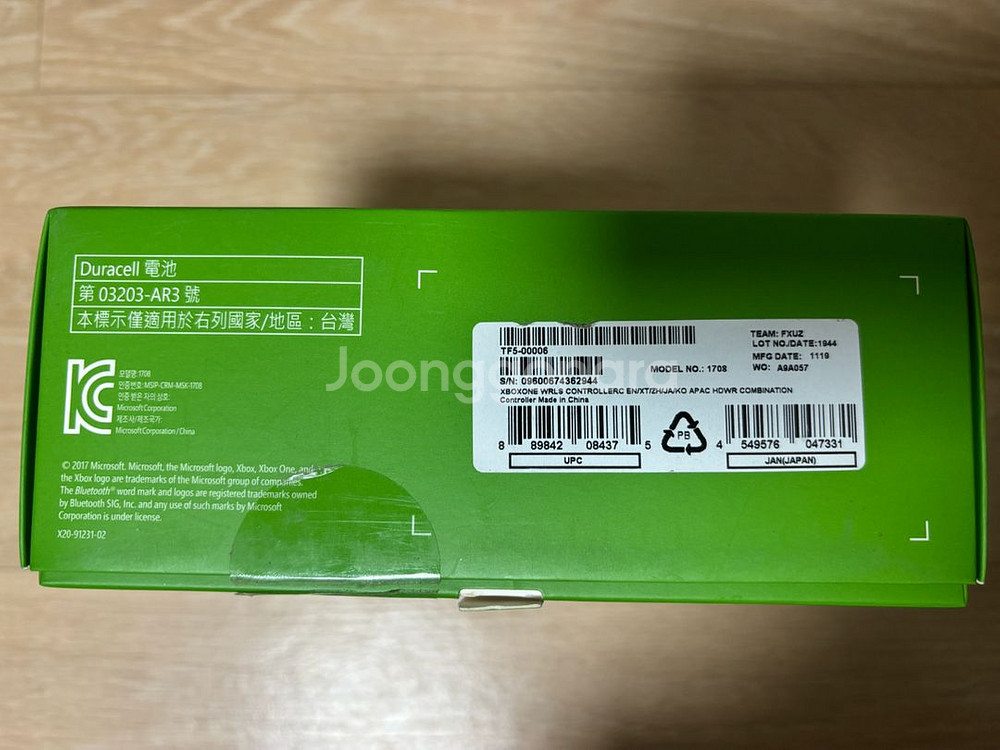 Duracell 電池
第 03203-AR3 號
本標示僅適用於右列國家/地區：台灣
모델명:1708
인증번호:MSIP-CRM-MSX-1708
인증 받은 자의 상호:
Microsoft Corporation
제조사/제조국가:
Microsoft Corporation / China
© 2017 Microsoft. Microsoft, the Microsoft logo, Xbox, Xbox One, and
the Xbox logo are trademarks of the Microsoft group of companies.
The Bluetooth® word mark and logos are registered trademarks owned
by Bluetooth SIG, Inc. and any use of such marks by Microsoft
Corporation is under license.
X20-91231-02
TF5-00006
TEAM: FXUZ
LOT NO./DATE:1944
MFG DATE: 1119
MODEL NO.: 1708
WO: A9A057
S/N: 09600674362944
XBOXONE WRLS CONTROLLERC EN/XT/ZH/JA/KO APAC HDWR COMBINATION
Controller Made in China
8 89842 08437 5
UPC
PB
4 549576 047331
JAN(JAPAN)
Joonggonara